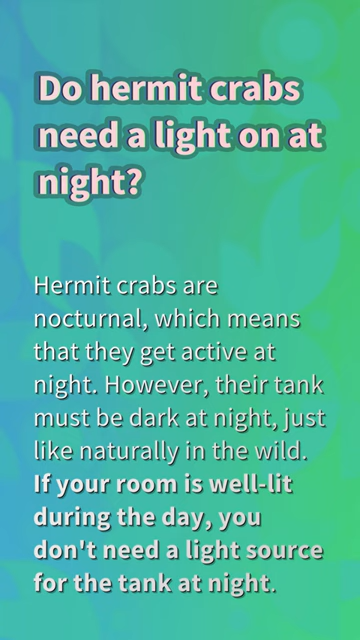 Do hermit crabs
need a light on at
night?
Hermit crabs are
nocturnal, which means
that they get active at
night. However, their tank
must be dark at night, just
like naturally in the wild.
If your room is well-lit
during the day, you
don't need a light source
for the tank at night.